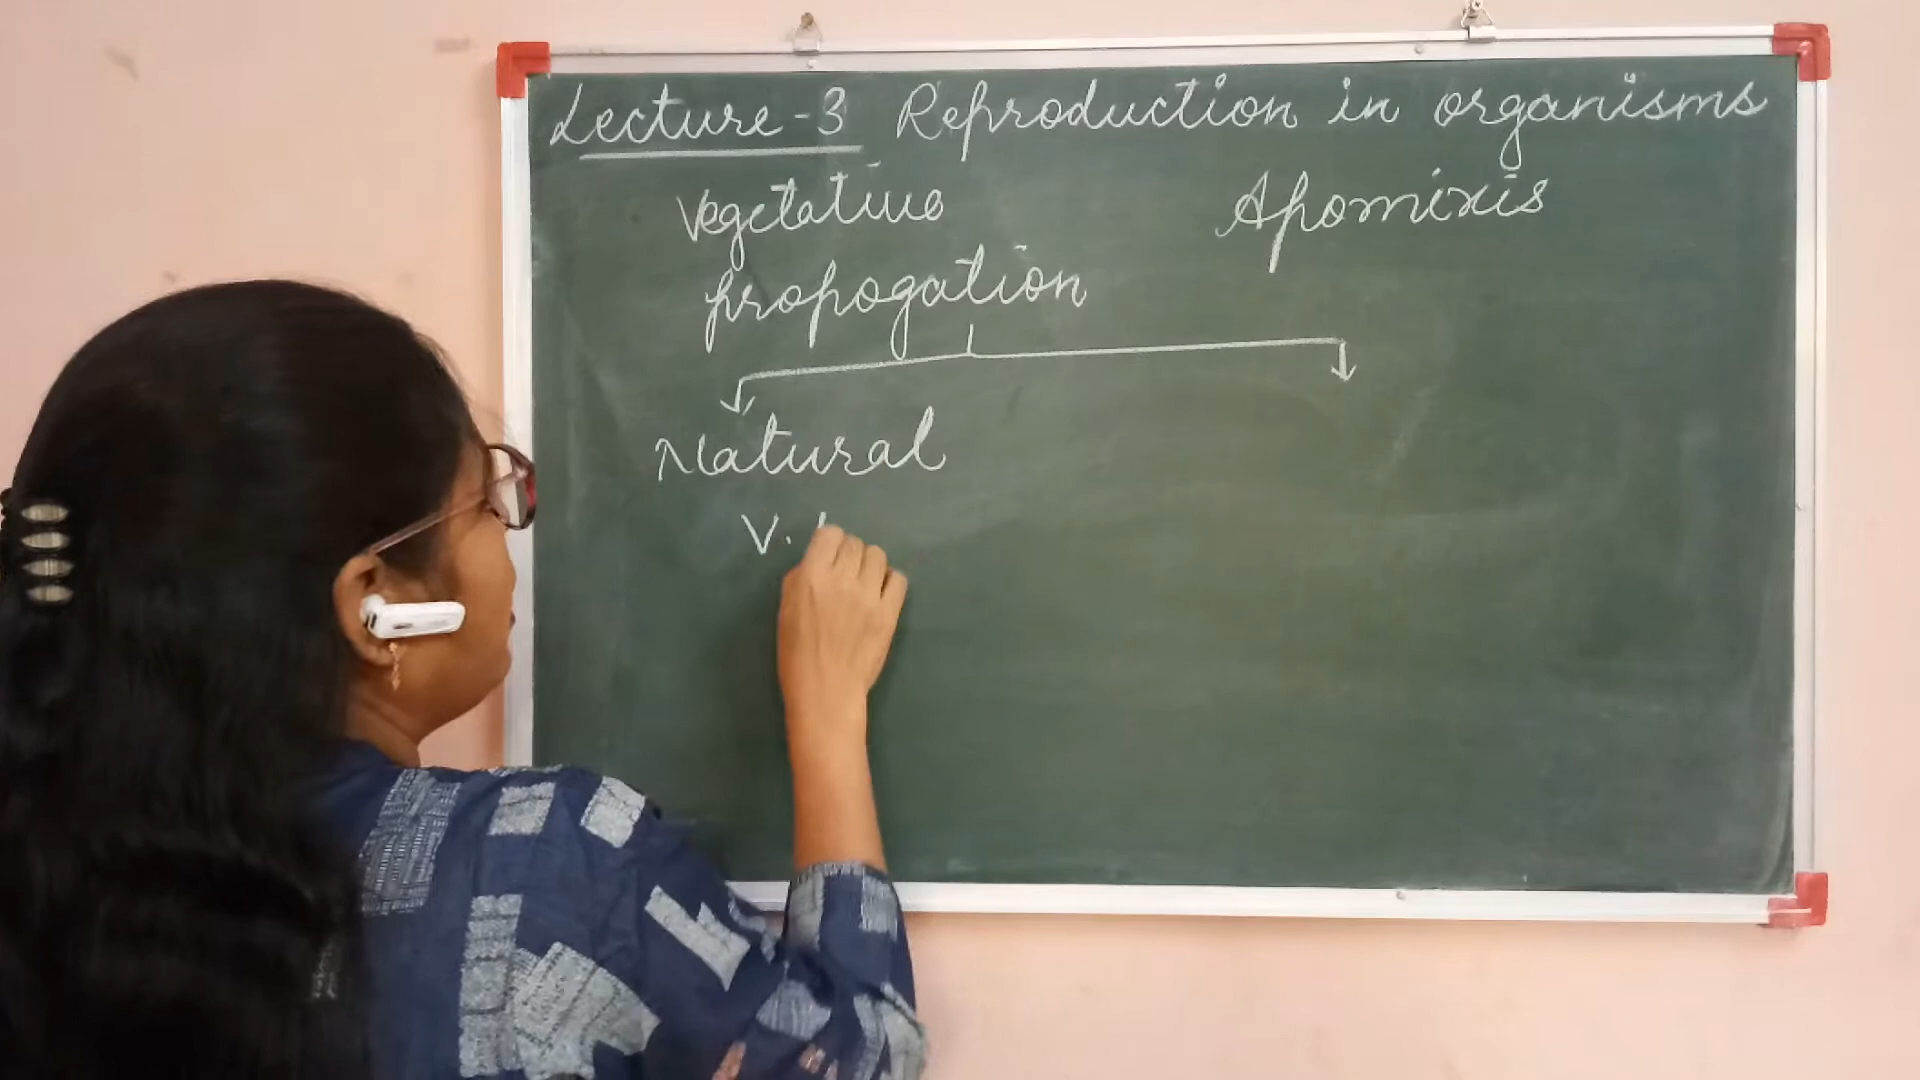 Lecture-3 Reproduction in organisms
Vegetative Apomixis
propogation
Natural
V.